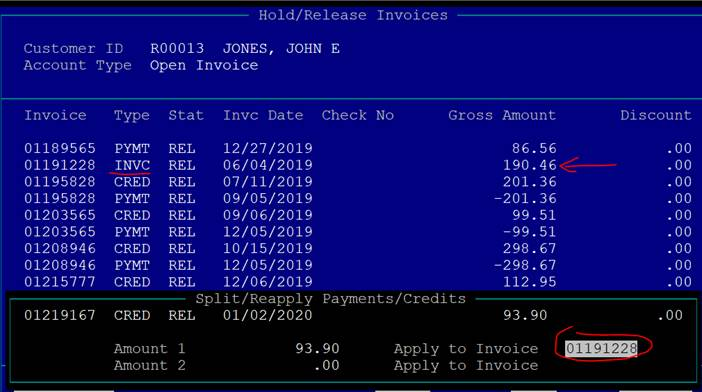 Hold/Release Invoices
Customer ID R00013 JONES, JOHN E
Account Type Open Invoice
Invoice Type Stat Invc Date Check No Gross Amount Discount
01189565 PYMT REL 12/27/2019 86.56 .00
01191228 INVC REL 06/04/2019 190.46 .00
01195828 CRED REL 07/11/2019 201.36 .00
01195828 PYMT REL 09/05/2019 -201.36 .00
01203565 CRED REL 09/06/2019 99.51 .00
01203565 PYMT REL 12/05/2019 -99.51 .00
01208946 CRED REL 10/15/2019 298.67 .00
01208946 PYMT REL 12/05/2019 -298.67 .00
01215777 CRED REL 12/06/2019 112.95 .00
Split/Reapply Payments/Credits
01219167 CRED REL 01/02/2020 93.90 .00
Amount 1 93.90 Apply to Invoice 01191228
Amount 2 .00 Apply to Invoice